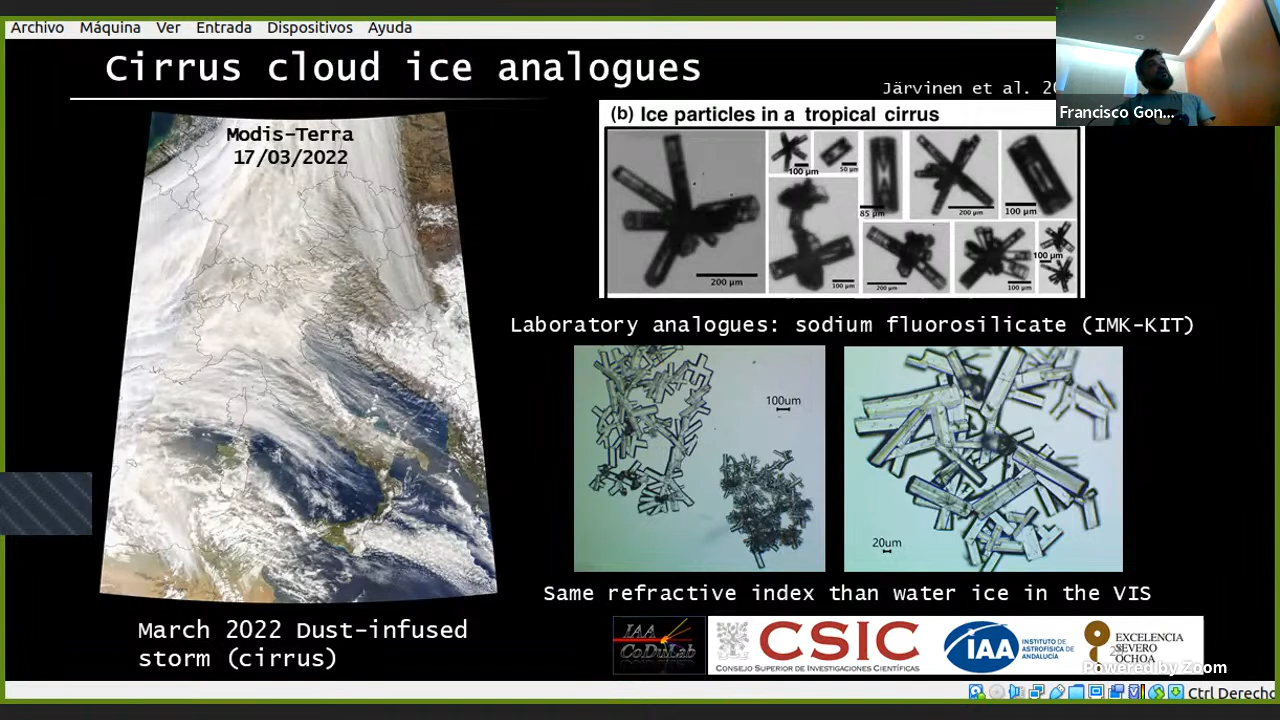 Archivo Máquina Ver Entrada Dispositivos Ayuda
Cirrus cloud ice analogues
Järvinen et al.
Francisco Gon...
Modis-Terra
17/03/2022
(b) Ice particles in a tropical cirrus
200 µm
100 µm
50 µm
100 µm
85 µm
200 µm
200 µm
100 µm
100 µm
100 µm
Laboratory analogues: sodium fluorosilicate (IMK-KIT)
100um
20um
Same refractive index than water ice in the VIS
March 2022 Dust-infused
storm (cirrus)
IAA
CoDuLab
CSIC
CONSEJO SUPERIOR DE INVESTIGACIONES CIENTÍFICAS
IAA
INSTITUTO DE
ASTROFÍSICA DE
ANDALUCÍA
EXCELENCIA
SEVERO
OCHOA
Powered by Zoom
Ctrl Derecho